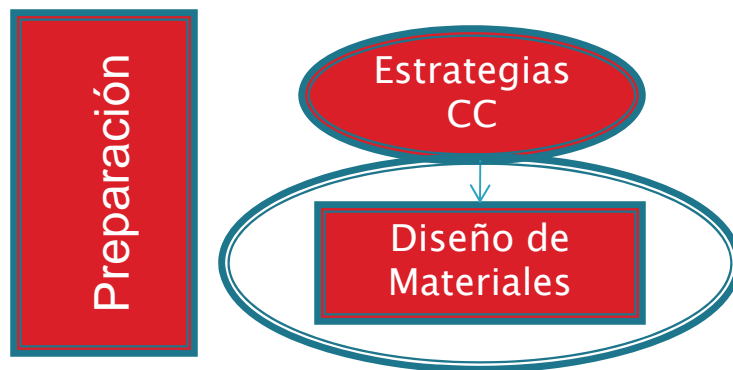 Preparación
Estrategias
CC
Diseño de
Materiales